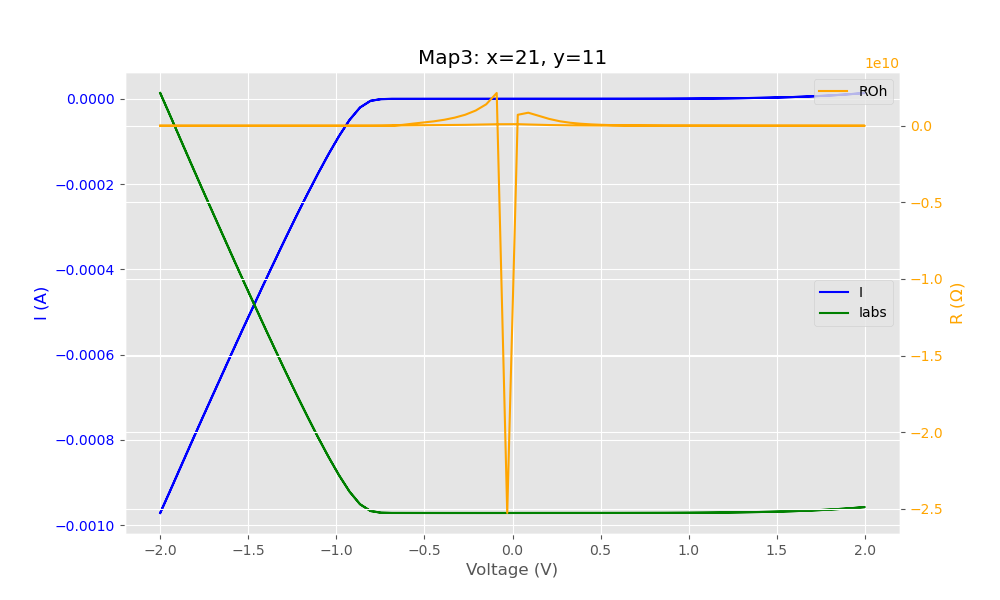 Map3: x=21, y=11
1e10
ROh
0.0000
−0.0002
−0.0004
−0.0006
−0.0008
−0.0010
I (A)
0.0
−0.5
−1.0
−1.5
−2.0
−2.5
R (Ω)
I
Iabs
−2.0 −1.5 −1.0 −0.5 0.0 0.5 1.0 1.5 2.0
Voltage (V)